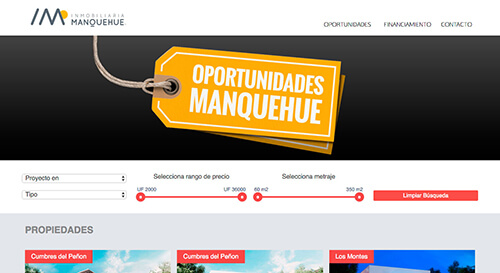 INMOBILIARIA
MANQUEHUE
OPORTUNIDADES FINANCIAMIENTO CONTACTO
OPORTUNIDADES
MANQUEHUE
Proyecto en
Tipo
Selecciona rango de precio
UF 2000 UF 36000
Selecciona metraje
60 m2 350 m2
Limpiar Búsqueda
PROPIEDADES
Cumbres del Peñon Cumbres del Peñon Los Montes